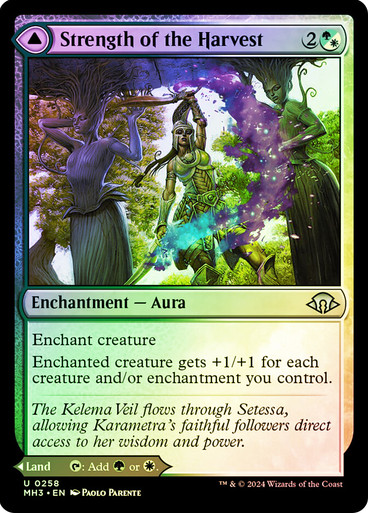 Strength of the Harvest 2
Enchantment — Aura
Enchant creature
Enchanted creature gets +1/+1 for each
creature and/or enchantment you control.
The Kelema Veil flows through Setessa,
allowing Karametra's faithful followers direct
access to her wisdom and power.
Land : Add or .
U 0258
MH3 • EN Paolo Parente
™ & © 2024 Wizards of the Coast